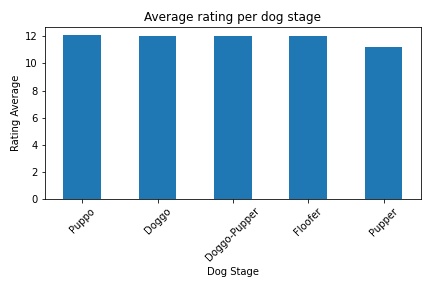 Average rating per dog stage
Rating Average
12
10
8
6
4
2
0
Puppo
Doggo
Doggo-Pupper
Floofer
Pupper
Dog Stage